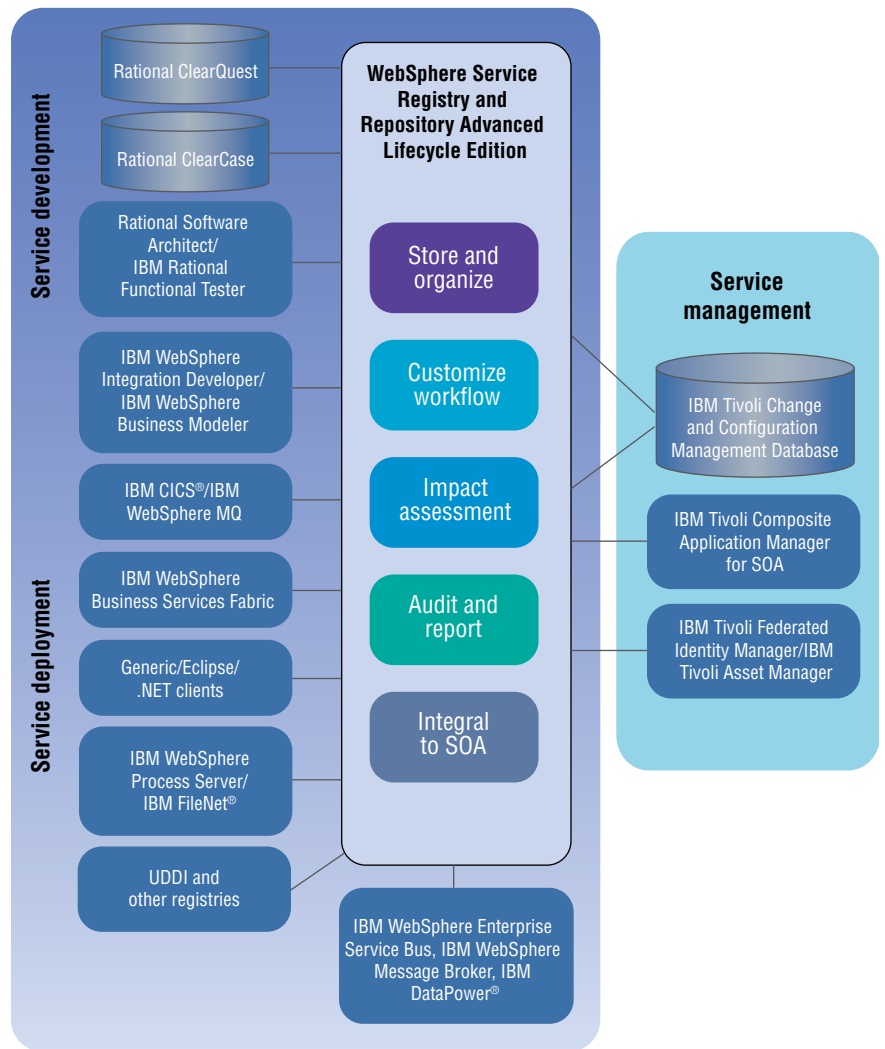 Service development
Service deployment
Rational ClearQuest
Rational ClearCase
Rational Software
Architect/
IBM Rational
Functional Tester
IBM WebSphere
Integration Developer/
IBM WebSphere
Business Modeler
IBM CICS®/IBM
WebSphere MQ
IBM WebSphere
Business Services Fabric
Generic/Eclipse/
.NET clients
IBM WebSphere
Process Server/
IBM FileNet®
UDDI and
other registries
WebSphere Service
Registry and
Repository Advanced
Lifecycle Edition
Store and
organize
Customize
workflow
Impact
assessment
Audit and
report
Integral
to SOA
IBM WebSphere Enterprise
Service Bus, IBM WebSphere
Message Broker, IBM
DataPower®
Service
management
IBM Tivoli Change
and Configuration
Management Database
IBM Tivoli Composite
Application Manager
for SOA
IBM Tivoli Federated
Identity Manager/IBM
Tivoli Asset Manager